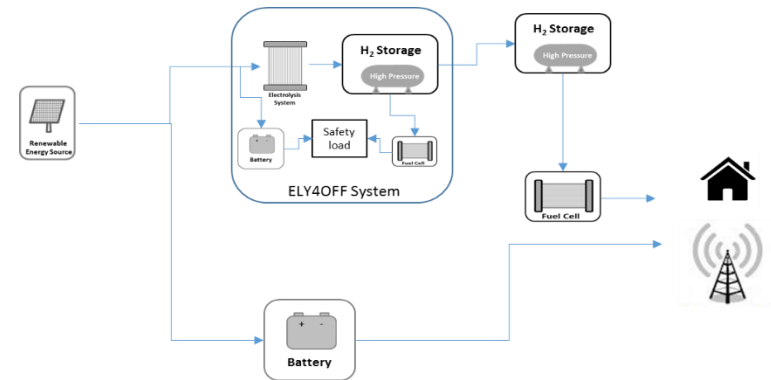 H₂ Storage
High Pressure
Electrolysis
System
Battery
Safety
load
Fuel Cell
ELY4OFF System
H₂ Storage
High Pressure
Renewable
Energy Source
Fuel Cell
+ -
Battery